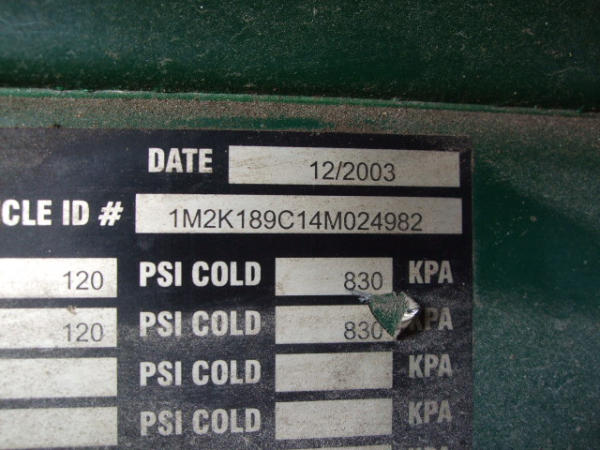 DATE 12/2003
CLE ID # 1M2K189C14M024982
120 PSI COLD 830 KPA
120 PSI COLD 830 KPA
PSI COLD KPA
PSI COLD KPA